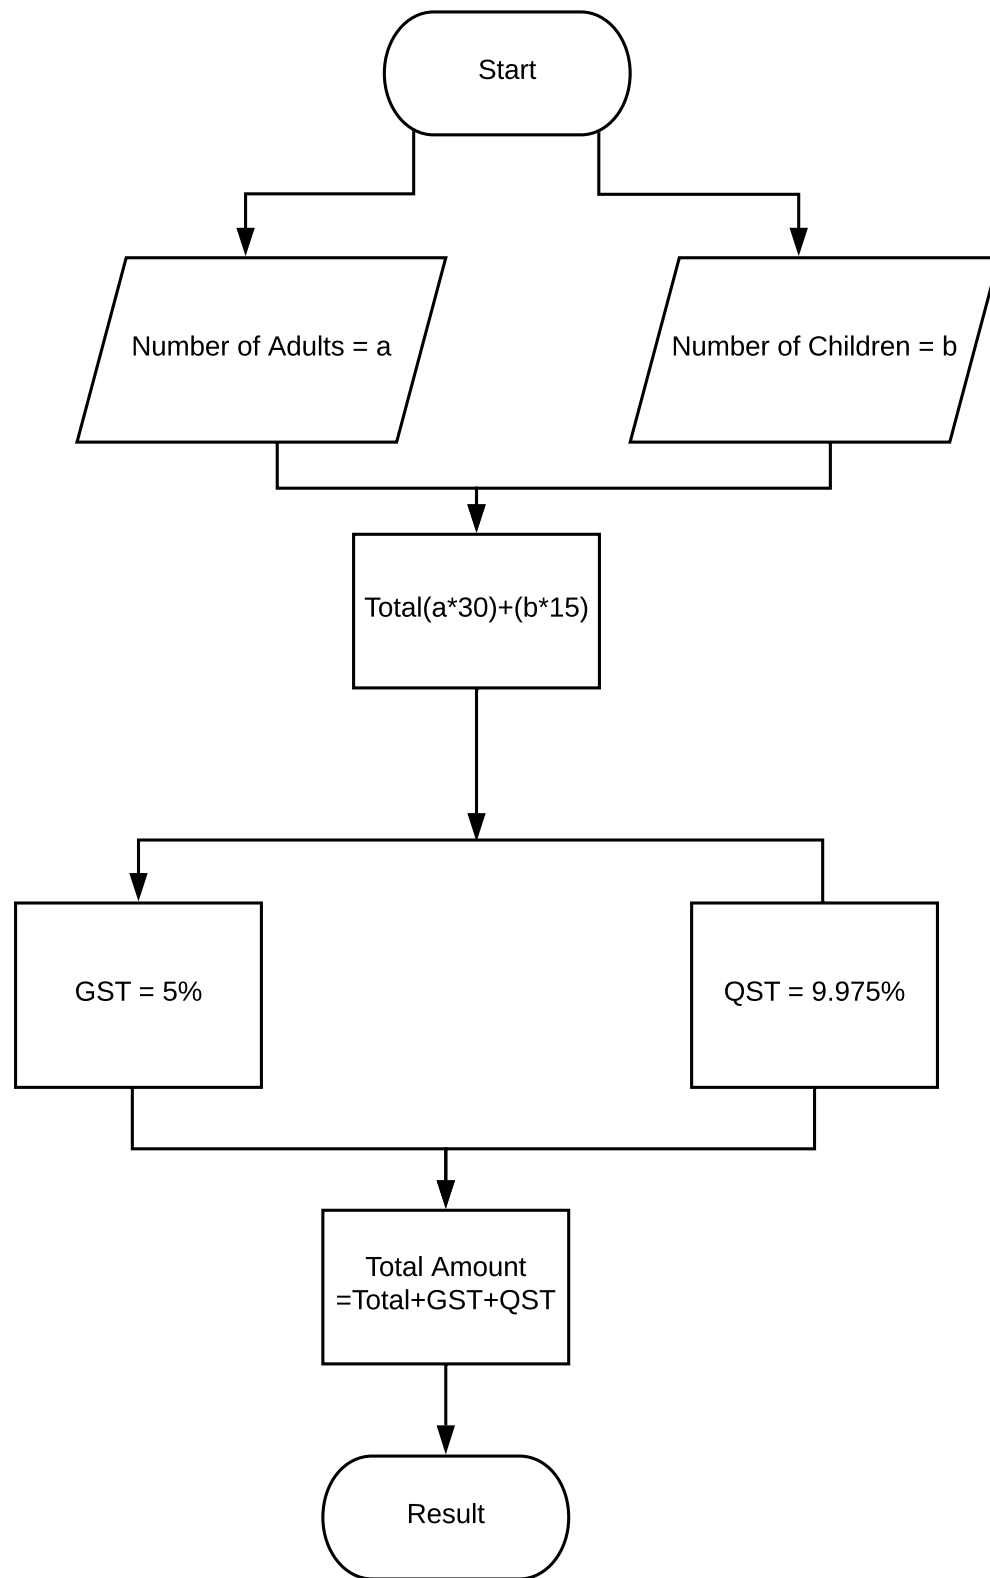 Start
Number of Adults = a
Number of Children = b
Total(a*30)+(b*15)
GST = 5%
QST = 9.975%
Total Amount
=Total+GST+QST
Result